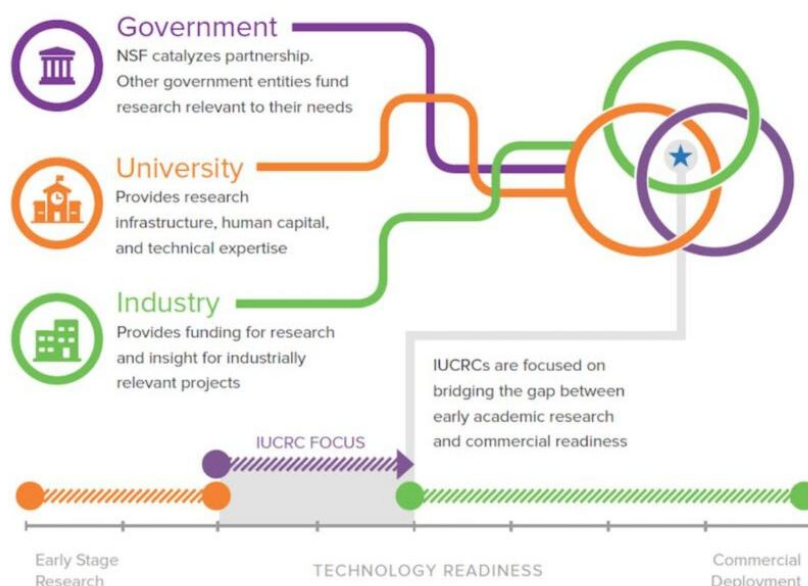 Government
NSF catalyzes partnership.
Other government entities fund
research relevant to their needs
University
Provides research
infrastructure, human capital,
and technical expertise
Industry
Provides funding for research
and insight for industrially
relevant projects
IUCRCs are focused on
bridging the gap between
early academic research
and commercial readiness
IUCRC FOCUS
Early Stage
Research
TECHNOLOGY READINESS
Commercial
Deployment